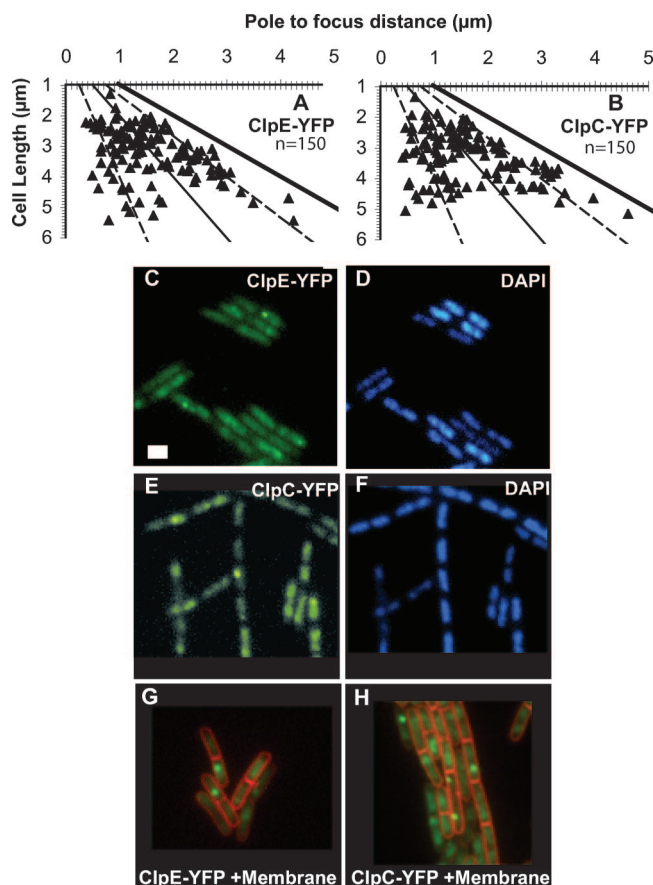 Pole to focus distance (µm)
0 1 2 3 4 5
0 1 2 3 4 5
Cell Length (µm)
1
2
3
4
5
6
A
ClpE-YFP
n=150
1
2
3
4
5
6
B
ClpC-YFP
n=150
C ClpE-YFP
D DAPI
E ClpC-YFP
F DAPI
G
H
ClpE-YFP +Membrane
ClpC-YFP +Membrane